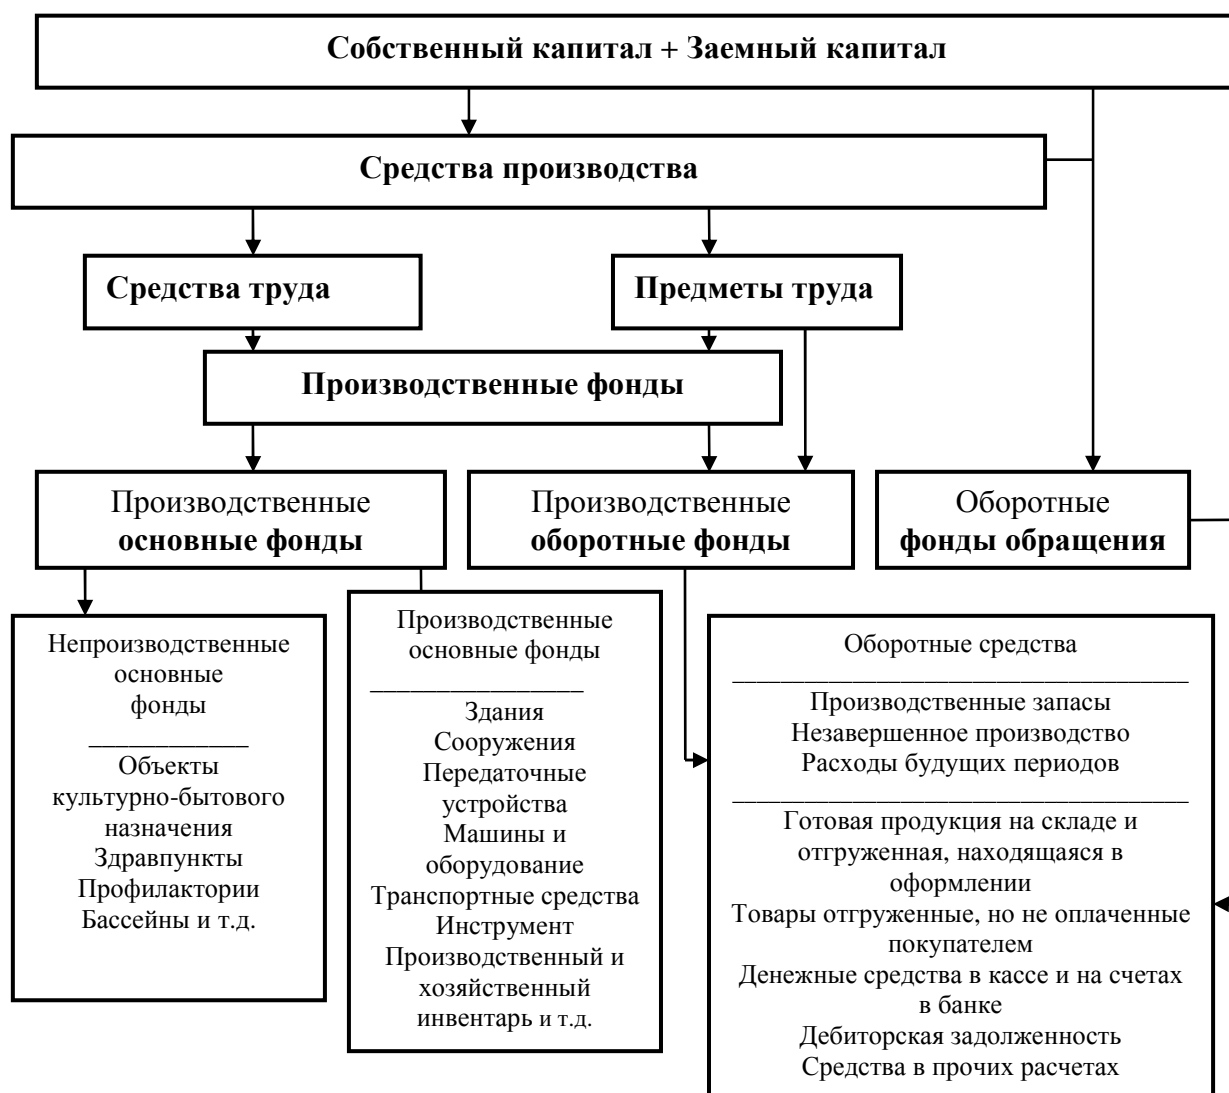 Собственный капитал + Заемный капитал
Средства производства
Средства труда
Предметы труда
Производственные фонды
Производственные
основные фонды
Производственные
оборотные фонды
Оборотные
фонды обращения
Непроизводственные
основные
фонды
____________
Объекты
культурно-бытового
назначения
Здравпункты
Профилактории
Бассейны и т.д.
Производственные
основные фонды
________________
Здания
Сооружения
Передаточные
устройства
Машины и
оборудование
Транспортные средства
Инструмент
Производственный и
хозяйственный
инвентарь и т.д.
Оборотные средства
______________________________________
Производственные запасы
Незавершенное производство
Расходы будущих периодов
______________________________________
Готовая продукция на складе и
отгруженная, находящаяся в
оформлении
Товары отгруженные, но не оплаченные
покупателем
Денежные средства в кассе и на счетах
в банке
Дебиторская задолженность
Средства в прочих расчетах